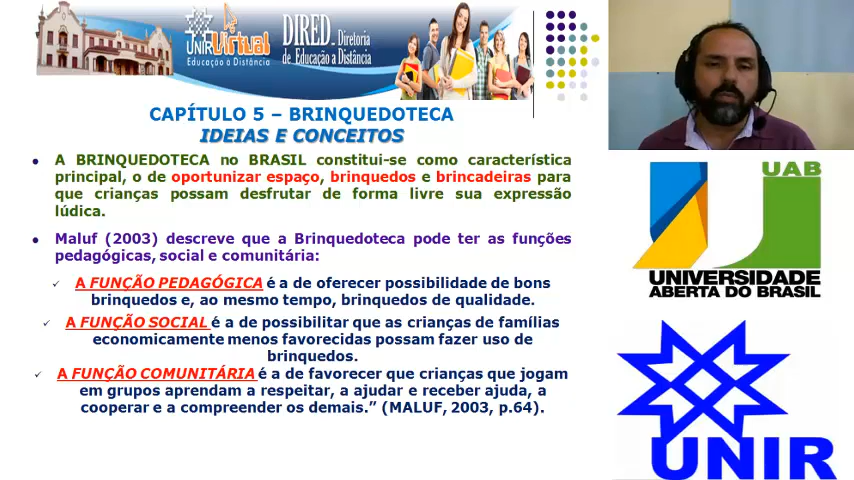 UNIR Virtual
Educação à Distância
DIRED - Diretoria
de Educação a Distância
CAPÍTULO 5 – BRINQUEDOTECA
IDEIAS E CONCEITOS
• A BRINQUEDOTECA no BRASIL constitui-se como característica
principal, o de oportunizar espaço, brinquedos e brincadeiras para
que crianças possam desfrutar de forma livre sua expressão
lúdica.
• Maluf (2003) descreve que a Brinquedoteca pode ter as funções
pedagógicas, social e comunitária:
✓ A FUNÇÃO PEDAGÓGICA é a de oferecer possibilidade de bons
brinquedos e, ao mesmo tempo, brinquedos de qualidade.
✓ A FUNÇÃO SOCIAL é a de possibilitar que as crianças de famílias
economicamente menos favorecidas possam fazer uso de
brinquedos.
✓ A FUNÇÃO COMUNITÁRIA é a de favorecer que crianças que jogam
em grupos aprendam a respeitar, a ajudar e receber ajuda, a
cooperar e a compreender os demais.” (MALUF, 2003, p.64).
UAB
UNIVERSIDADE
ABERTA DO BRASIL
UNIR